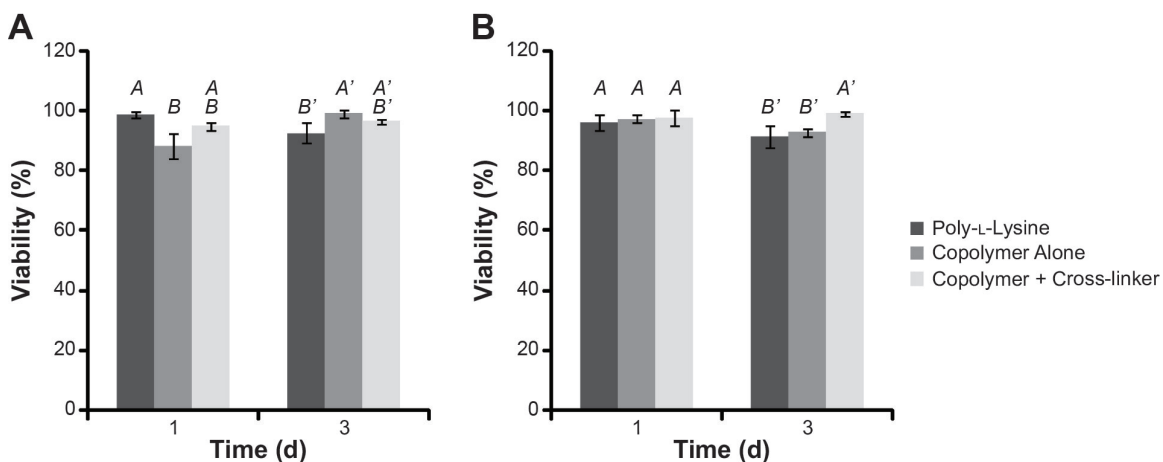 A
120
100
80
60
40
20
0
Viability (%)
A
B
A
B
B’
A’
A’
B’
1
3
Time (d)
B
120
100
80
60
40
20
0
Viability (%)
A
A
A
B’
B’
A’
1
3
Time (d)
Poly-ʟ-Lysine
Copolymer Alone
Copolymer + Cross-linker